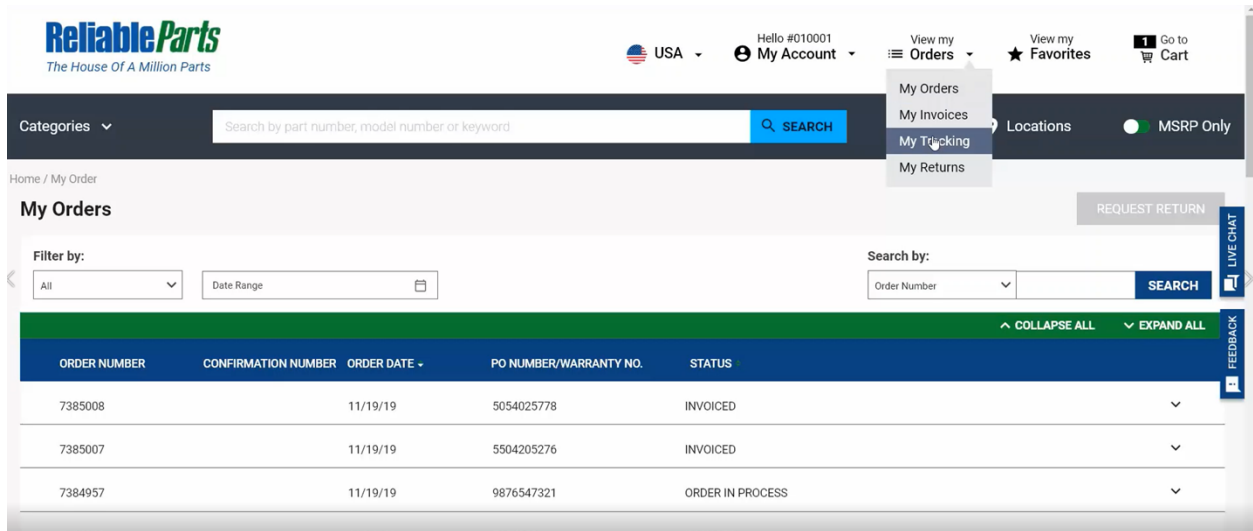 ReliableParts
The House Of A Million Parts
USA
Hello #010001
My Account
View my
Orders
View my
Favorites
1 Go to
Cart
My Orders
My Invoices
My Tracking
My Returns
Categories
Search by part number, model number or keyword
SEARCH
Locations
MSRP Only
Home / My Order
My Orders
REQUEST RETURN
Filter by:
All
Date Range
Search by:
Order Number
SEARCH
LIVE CHAT
FEEDBACK
COLLAPSE ALL EXPAND ALL
ORDER NUMBER CONFIRMATION NUMBER ORDER DATE PO NUMBER/WARRANTY NO. STATUS
7385008 11/19/19 5054025778 INVOICED
7385007 11/19/19 5504205276 INVOICED
7384957 11/19/19 9876547321 ORDER IN PROCESS